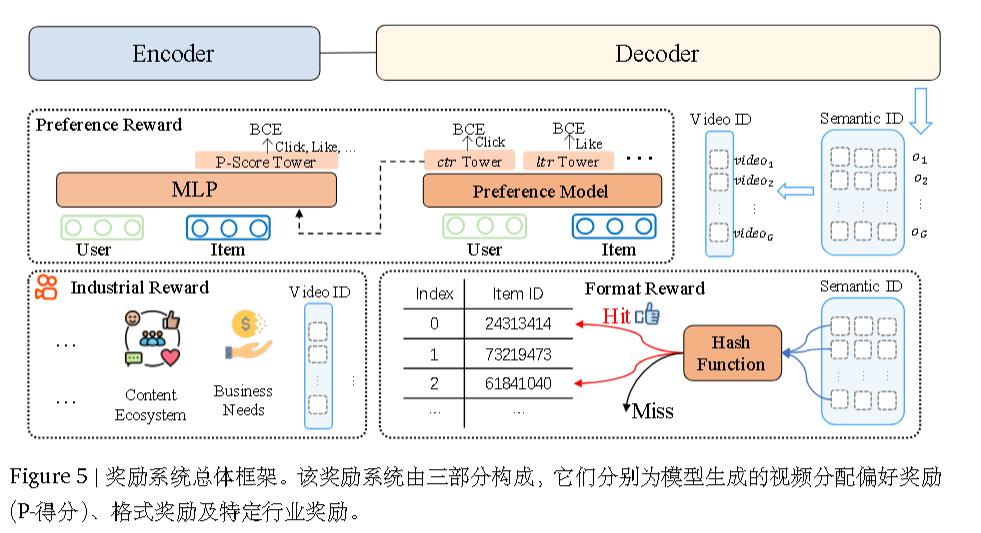 Encoder
Decoder
Preference Reward
BCE
Click, Like, ...
P-Score Tower
MLP
User
Item
BCE
Click
ctr Tower
BCE
Like
ltr Tower
...
Preference Model
User
Item
Video ID
video₁
video₂
⋮
video_G
Semantic ID
o₁
o₂
⋮
o_G
Industrial Reward
...
...
Content
Ecosystem
Business
Needs
Video ID
Index Item ID
0 24313414
1 73219473
2 61841040
... ...
Format Reward
Hit
Miss
Hash
Function
Semantic ID
Figure 5 | 奖励系统总体框架。该奖励系统由三部分构成，它们分别为模型生成的视频分配偏好奖励
(P-得分)、格式奖励及特定行业奖励。